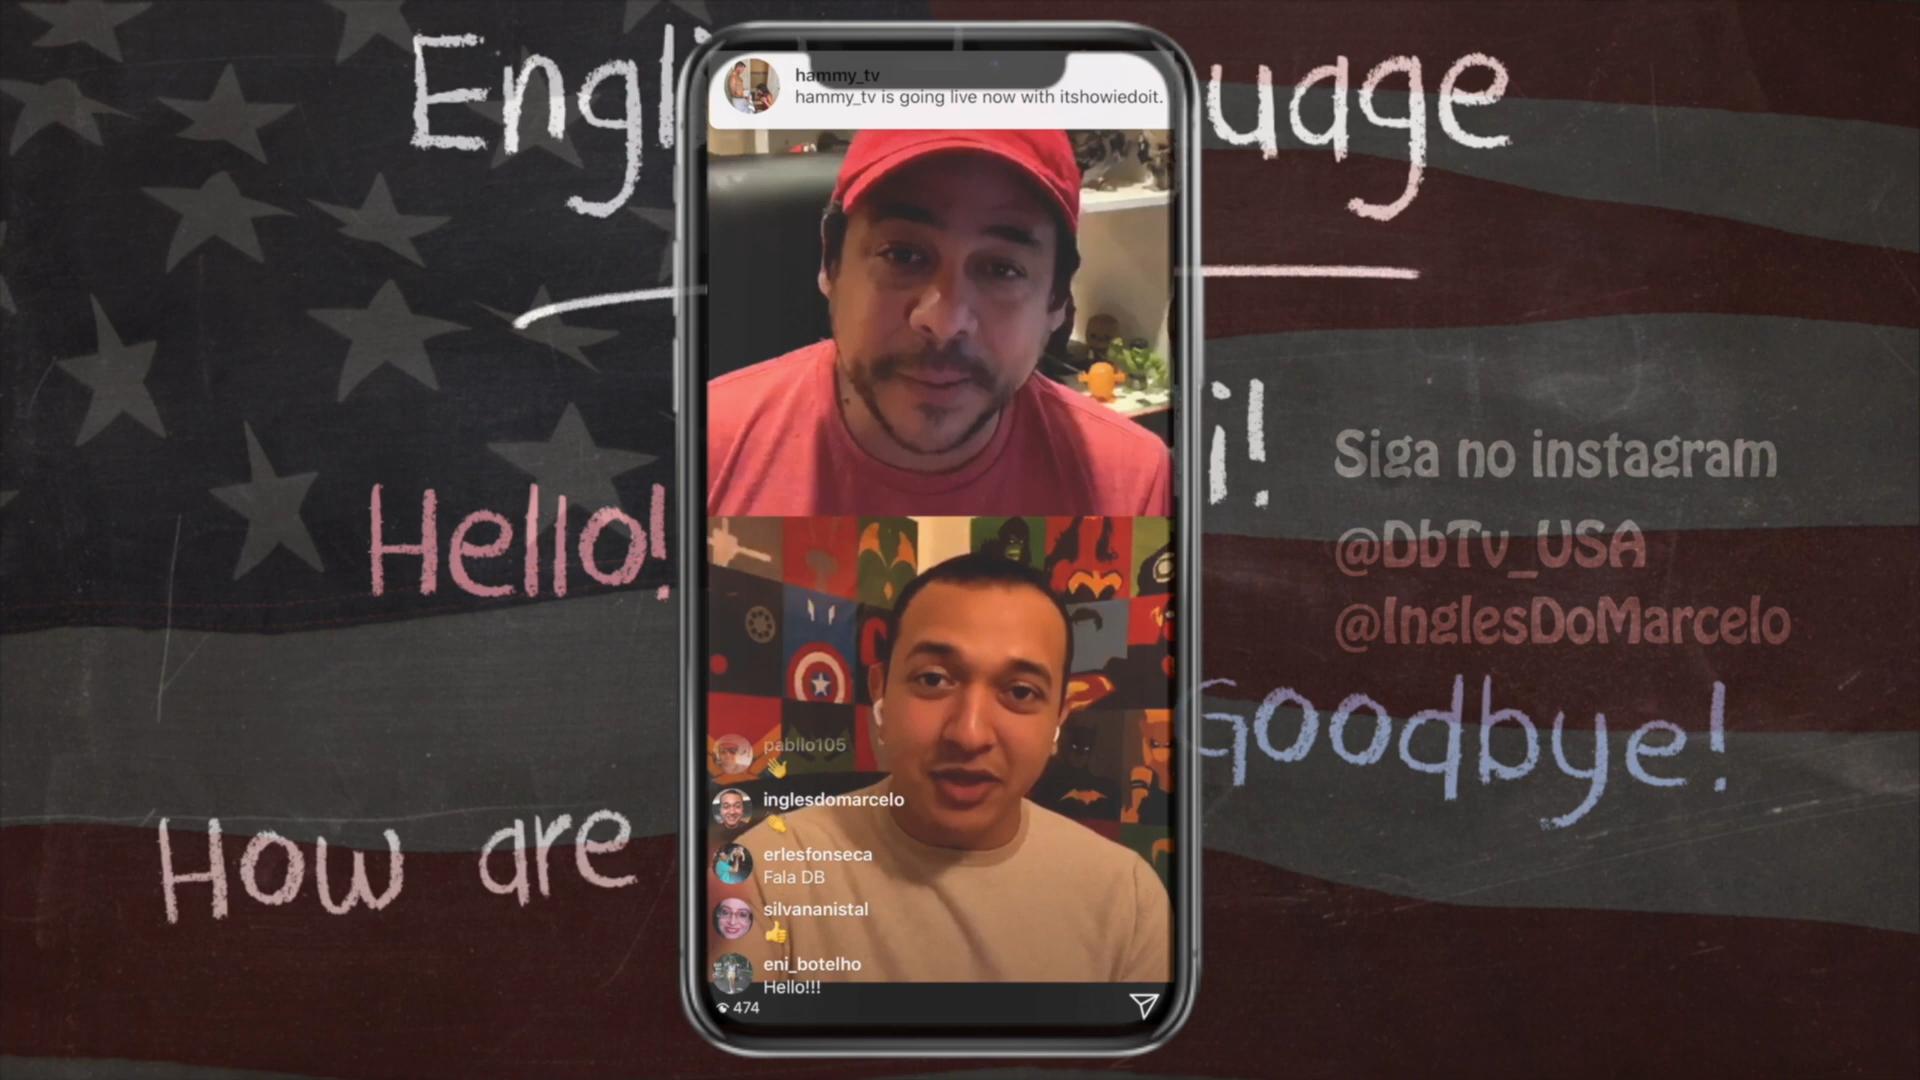 Engli
uage
hammy_tv
hammy_tv is going live now with itshowiedoit.
i!
Siga no instagram
@DbTv_USA
@InglesDoMarcelo
Hello!
Goodbye!
How are
pabllo105
inglesdomarcelo
erlesfonseca
Fala DB
silvananistal
eni_botelho
Hello!!!
474